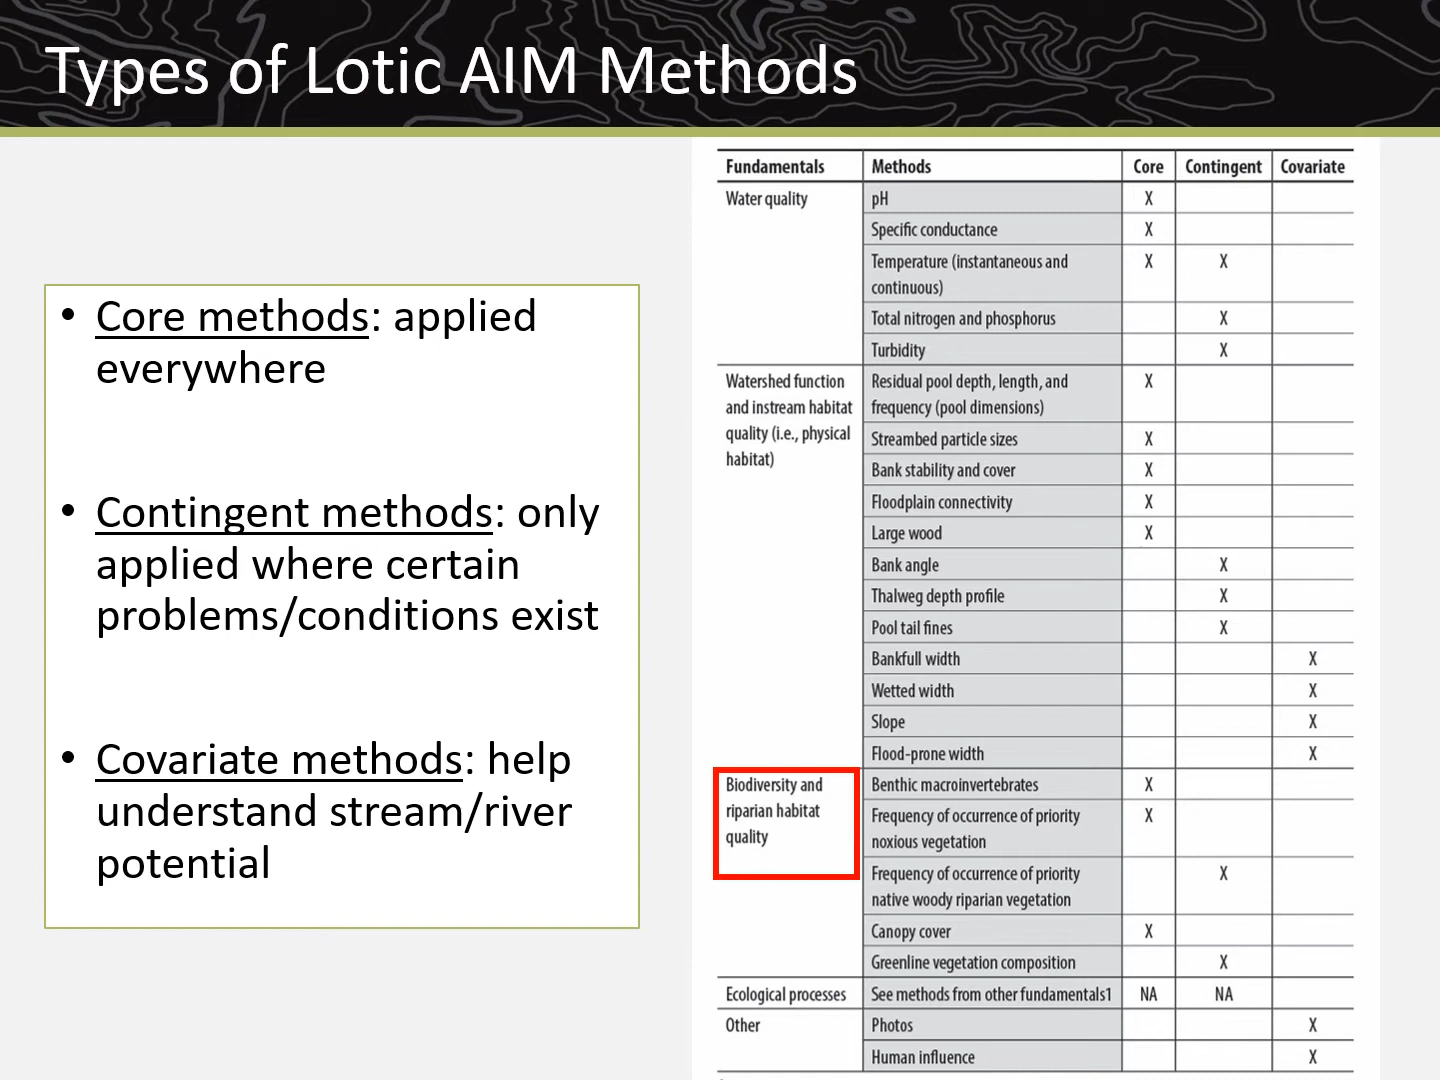 Types of Lotic AIM Methods
• Core methods: applied
everywhere
• Contingent methods: only
applied where certain
problems/conditions exist
• Covariate methods: help
understand stream/river
potential
Fundamentals Methods Core Contingent Covariate
Water quality pH X
Specific conductance X
Temperature (instantaneous and X X
continuous)
Total nitrogen and phosphorus X
Turbidity X
Watershed function Residual pool depth, length, and X
and instream habitat frequency (pool dimensions)
quality (i.e., physical Streambed particle sizes X
habitat) Bank stability and cover X
Floodplain connectivity X
Large wood X
Bank angle X
Thalweg depth profile X
Pool tail fines X
Bankfull width X
Wetted width X
Slope X
Flood-prone width X
Biodiversity and Benthic macroinvertebrates X
riparian habitat Frequency of occurrence of priority X
quality noxious vegetation
Frequency of occurrence of priority X
native woody riparian vegetation
Canopy cover X
Greenline vegetation composition X
Ecological processes See methods from other fundamentals1 NA NA
Other Photos X
Human influence X